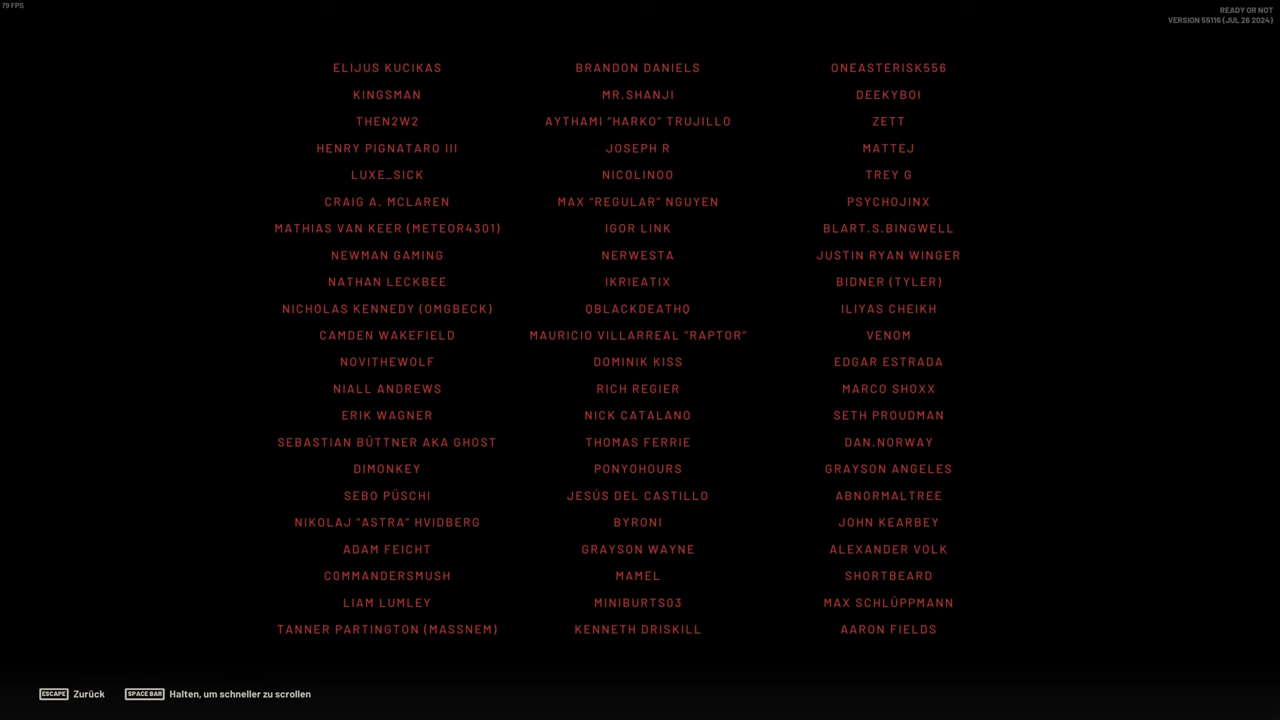 79 FPS
READY OR NOT
VERSION 55116 (JUL 26 2024)
ELIJUS KUCIKAS BRANDON DANIELS ONEASTERISK556
KINGSMAN MR.SHANJI DEEKYBOI
THEN2W2 AYTHAMI "HARKO" TRUJILLO ZETT
HENRY PIGNATARO III JOSEPH R MATTEJ
LUXE_SICK NICOLINOO TREY G
CRAIG A. MCLAREN MAX "REGULAR" NGUYEN PSYCHOJINX
MATHIAS VAN KEER (METEOR4301) IGOR LINK BLART.S.BINGWELL
NEWMAN GAMING NERWESTA JUSTIN RYAN WINGER
NATHAN LECKBEE IKRIEATIX BIDNER (TYLER)
NICHOLAS KENNEDY (OMGBECK) QBLACKDEATHQ ILIYAS CHEIKH
CAMDEN WAKEFIELD MAURICIO VILLARREAL "RAPTOR" VENOM
NOVITHEWOLF DOMINIK KISS EDGAR ESTRADA
NIALL ANDREWS RICH REGIER MARCO SHOXX
ERIK WAGNER NICK CATALANO SETH PROUDMAN
SEBASTIAN BÜTTNER AKA GHOST THOMAS FERRIE DAN.NORWAY
DIMONKEY PONYOHOURS GRAYSON ANGELES
SEBO PÜSCHI JESÚS DEL CASTILLO ABNORMALTREE
NIKOLAJ "ASTRA" HVIDBERG BYRONI JOHN KEARBEY
ADAM FEICHT GRAYSON WAYNE ALEXANDER VOLK
COMMANDERSMUSH MAMEL SHORTBEARD
LIAM LUMLEY MINIBURTS03 MAX SCHLÜPPMANN
TANNER PARTINGTON (MASSNEM) KENNETH DRISKILL AARON FIELDS
ESCAPE Zurück SPACE BAR Halten, um schneller zu scrollen